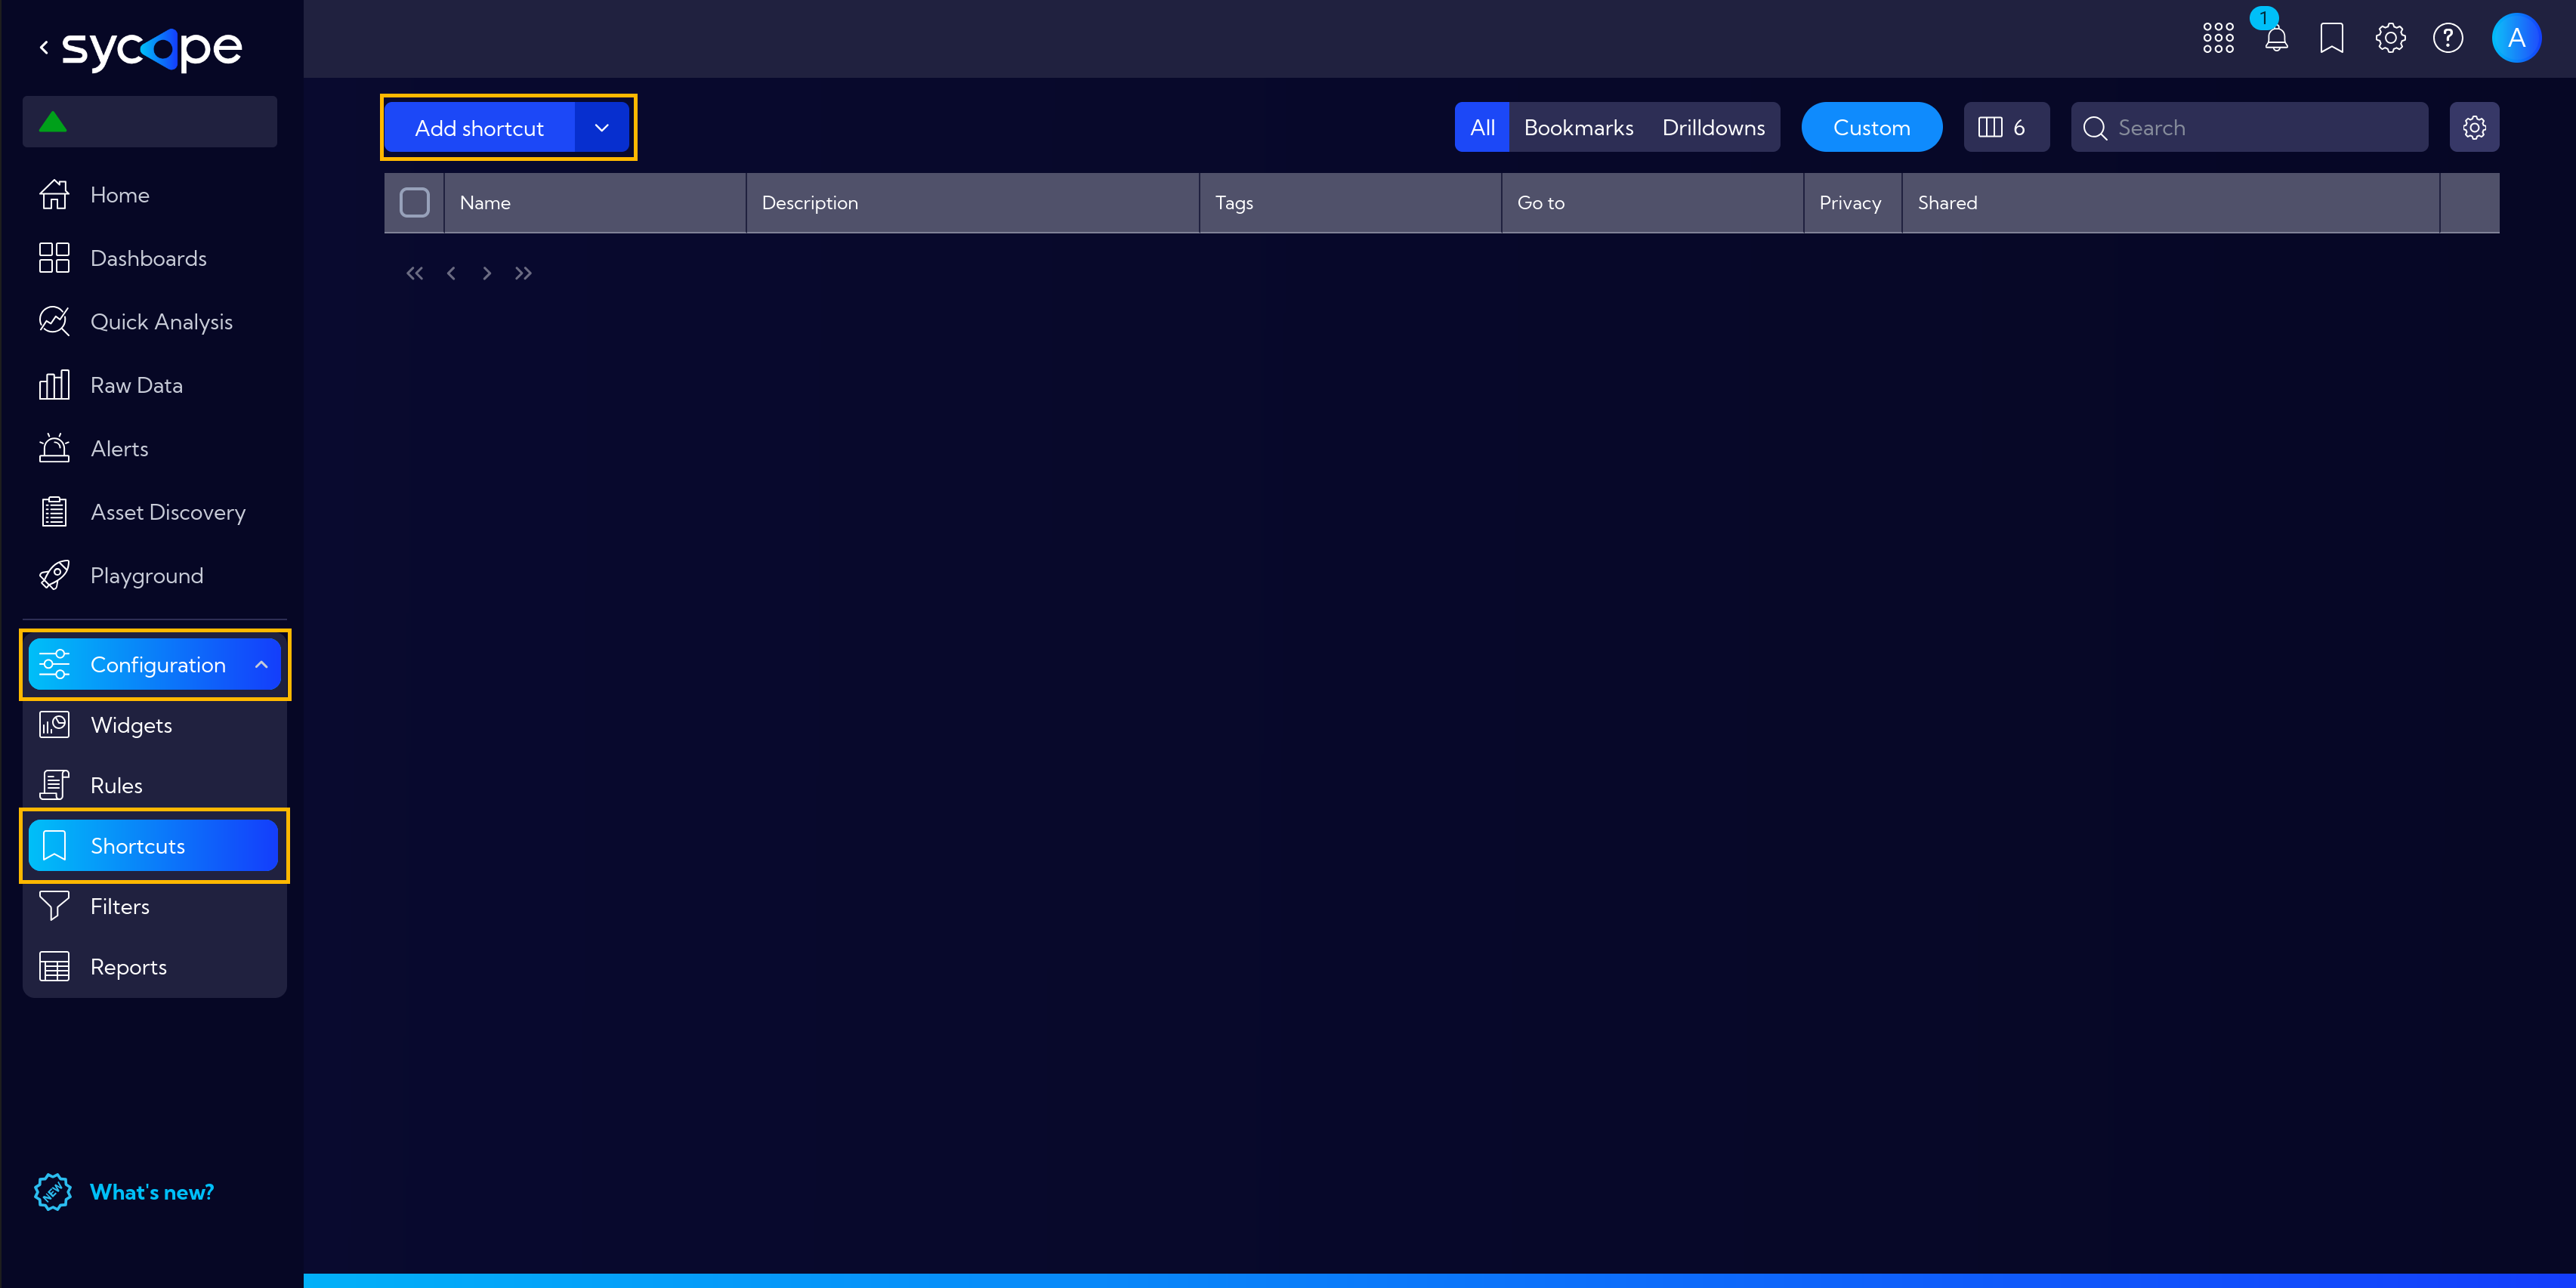 sycope
1
A
Add shortcut
All Bookmarks Drilldowns Custom 6 Search
Name Description Tags Go to Privacy Shared
Home
Dashboards
Quick Analysis
Raw Data
Alerts
Asset Discovery
Playground
Configuration
Widgets
Rules
Shortcuts
Filters
Reports
NEW What's new?